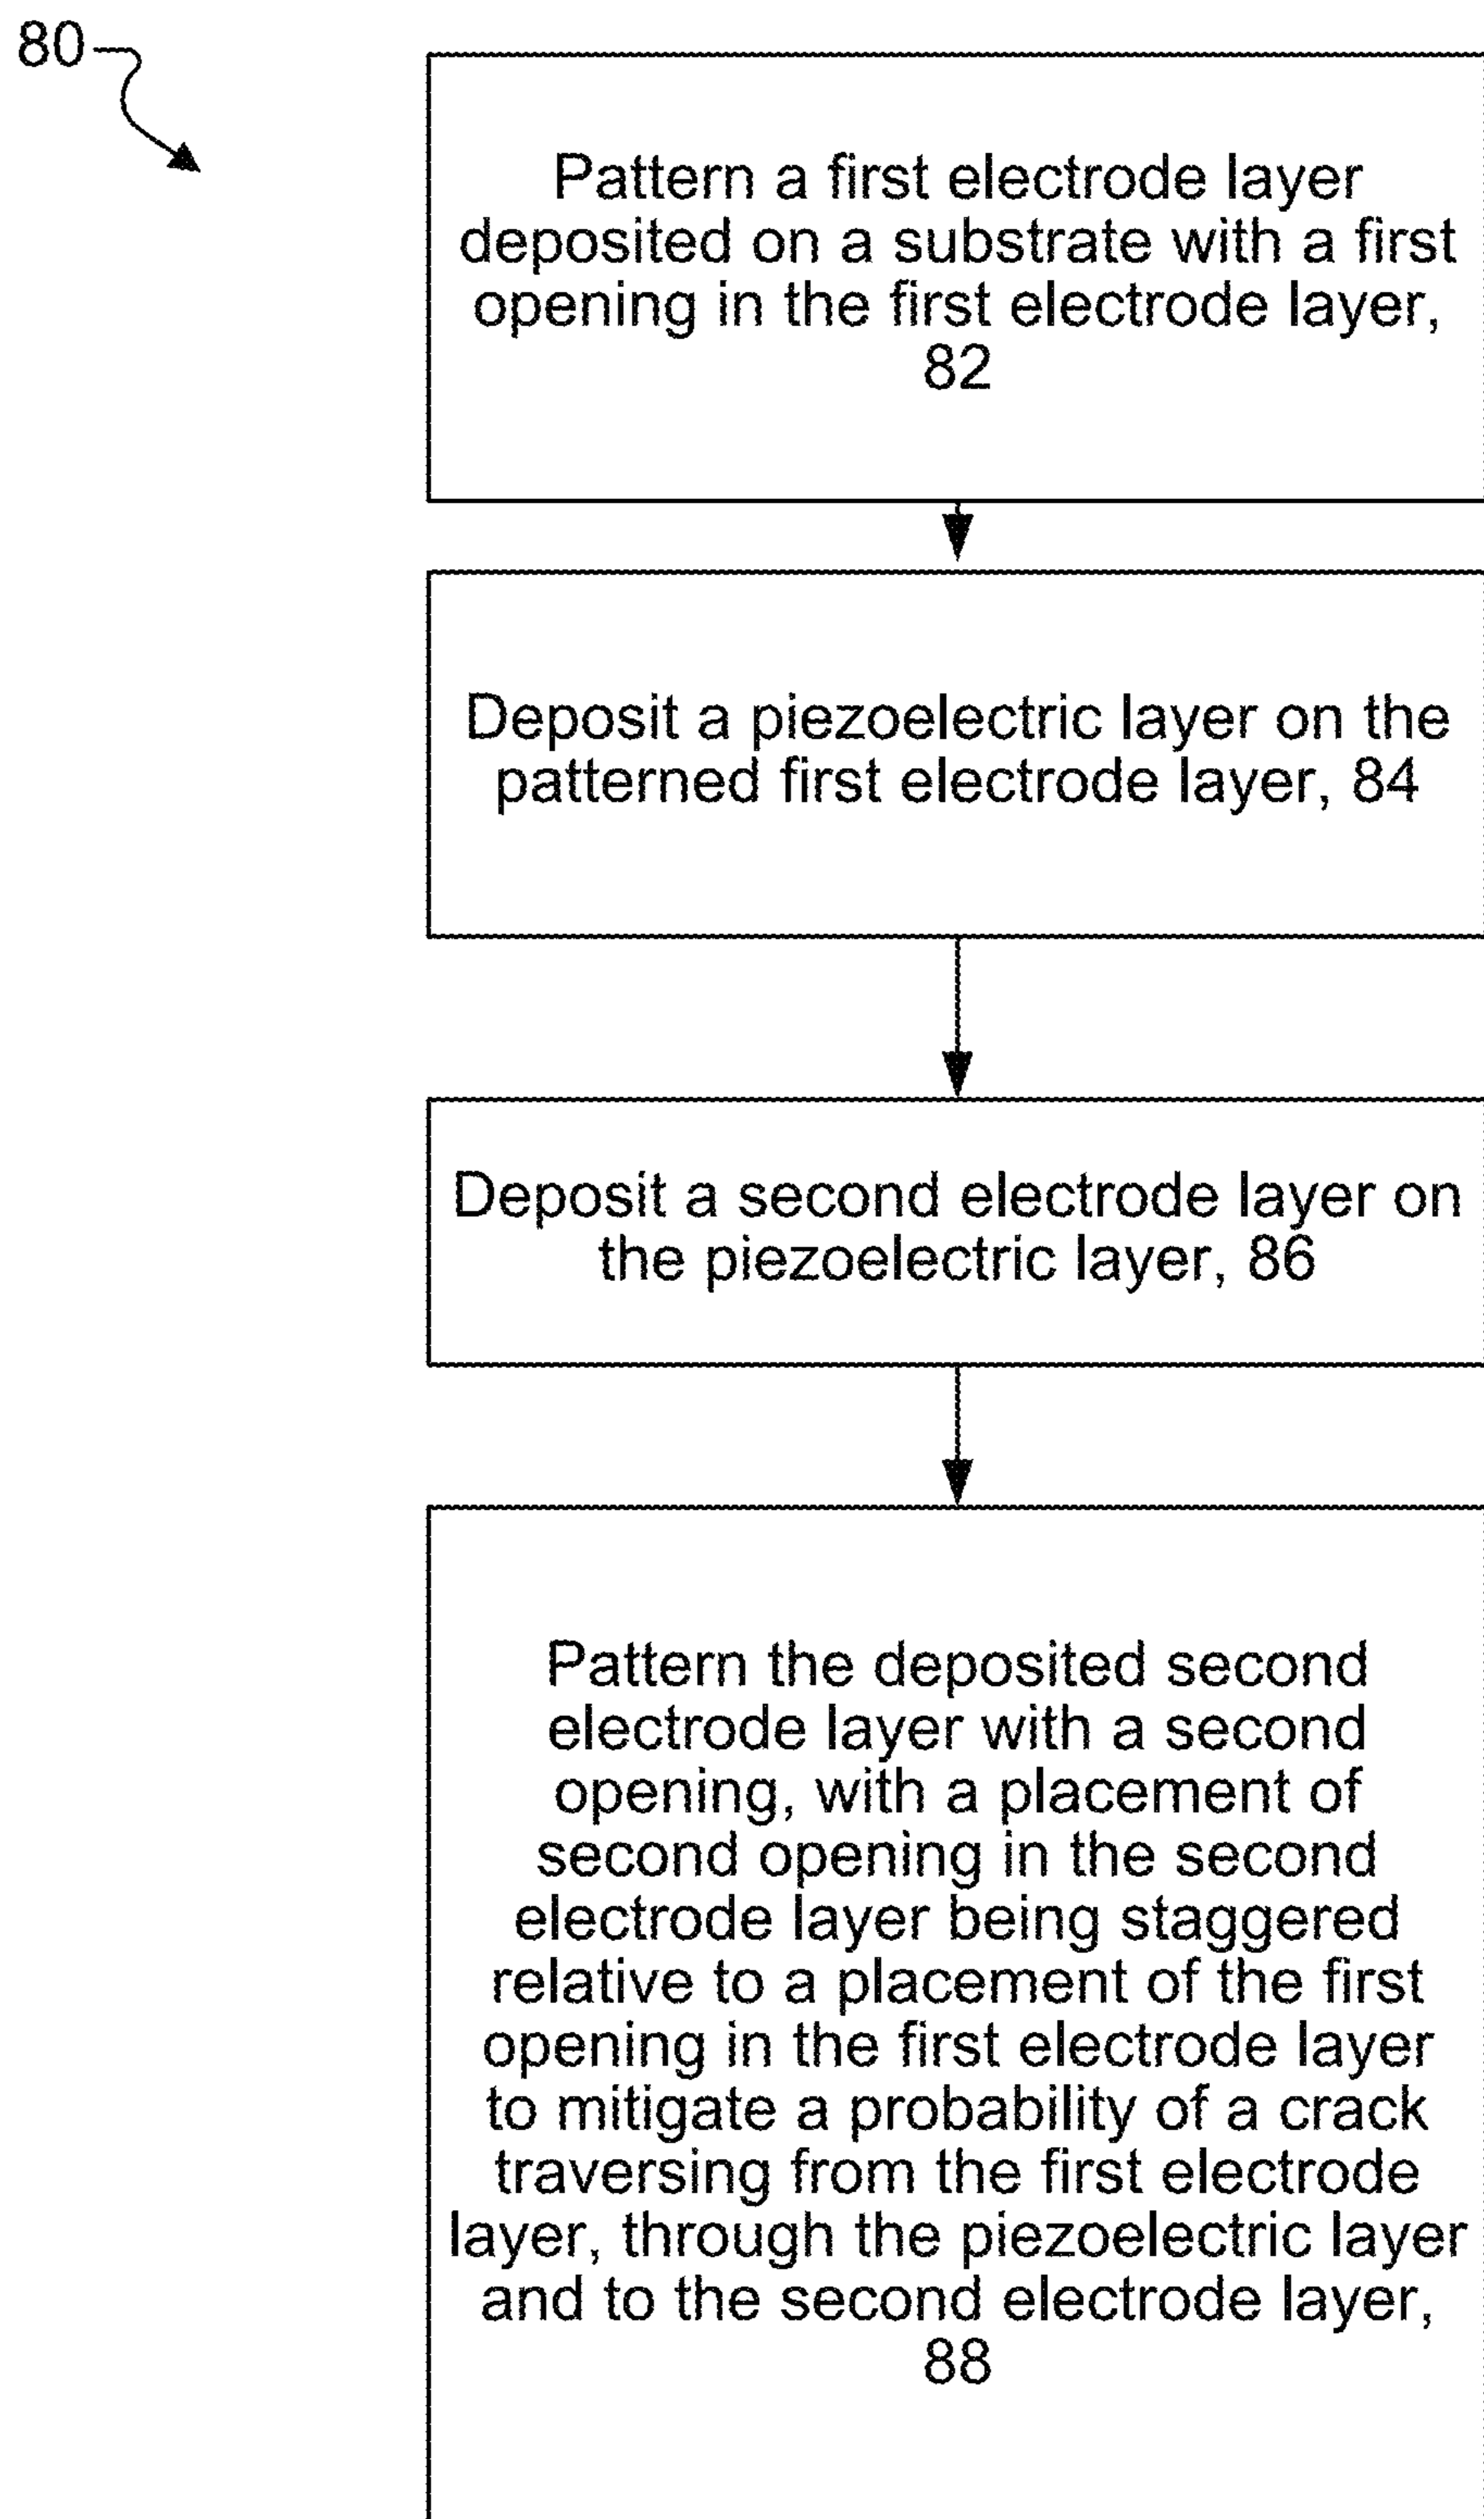 80
Pattern a first electrode layer
deposited on a substrate with a first
opening in the first electrode layer,
82
Deposit a piezoelectric layer on the
patterned first electrode layer, 84
Deposit a second electrode layer on
the piezoelectric layer, 86
Pattern the deposited second
electrode layer with a second
opening, with a placement of
second opening in the second
electrode layer being staggered
relative to a placement of the first
opening in the first electrode layer
to mitigate a probability of a crack
traversing from the first electrode
layer, through the piezoelectric layer
and to the second electrode layer,
88